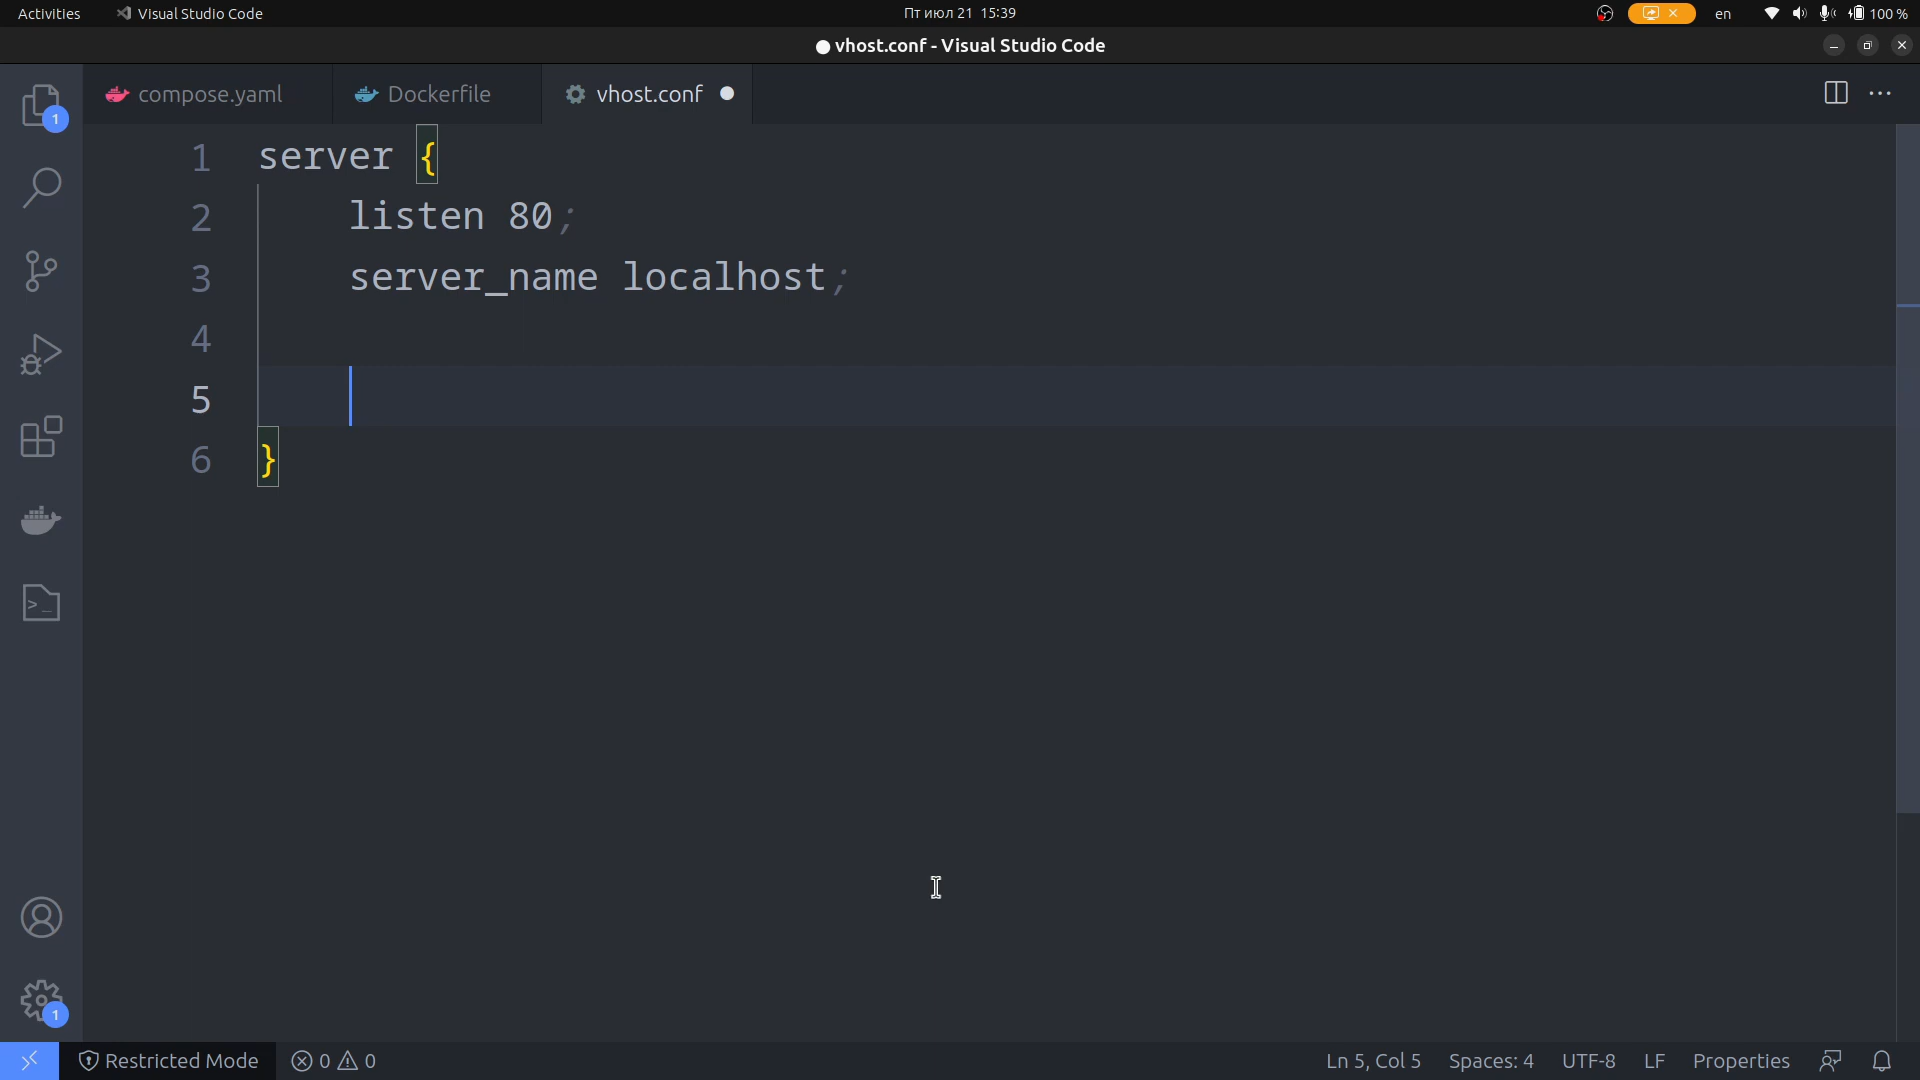 Activities Visual Studio Code Пт июл 21 15:39 en 100 %
vhost.conf - Visual Studio Code
compose.yaml Dockerfile vhost.conf
1 server {
2 listen 80;
3 server_name localhost;
4
5
6 }
1
>_
1
Restricted Mode 0 0 Ln 5, Col 5 Spaces: 4 UTF-8 LF Properties